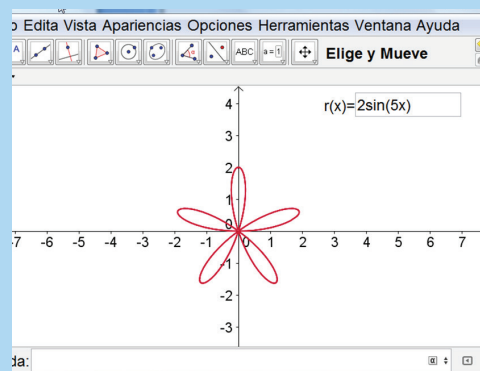 o Edita Vista Apariencias Opciones Herramientas Ventana Ayuda
A ABC a = 1 Elige y Mueve
r(x)=2sin(5x)
4
3
2
1
0
-7 -6 -5 -4 -3 -2 -1 0 1 2 3 4 5 6 7
-1
-2
-3
da: α